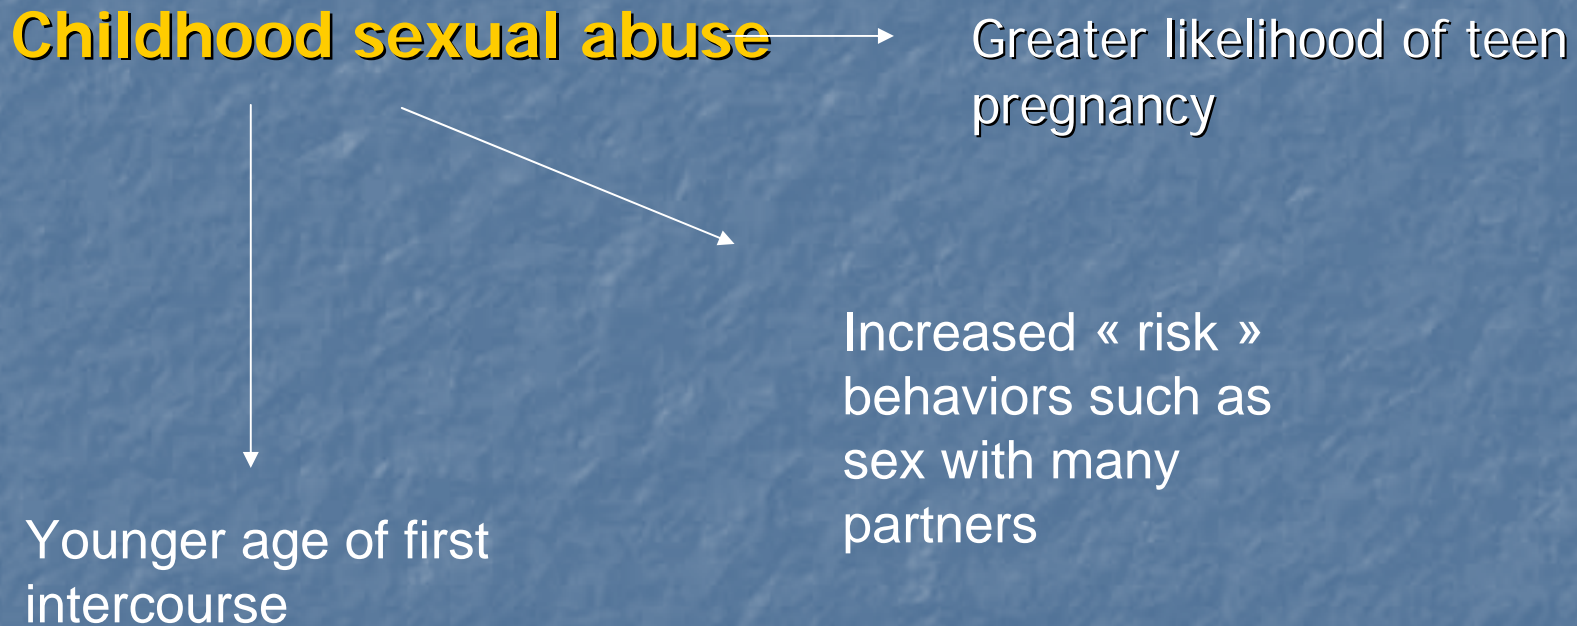 Childhood sexual abuse
Greater likelihood of teen
pregnancy
Increased « risk »
behaviors such as
sex with many
partners
Younger age of first
intercourse